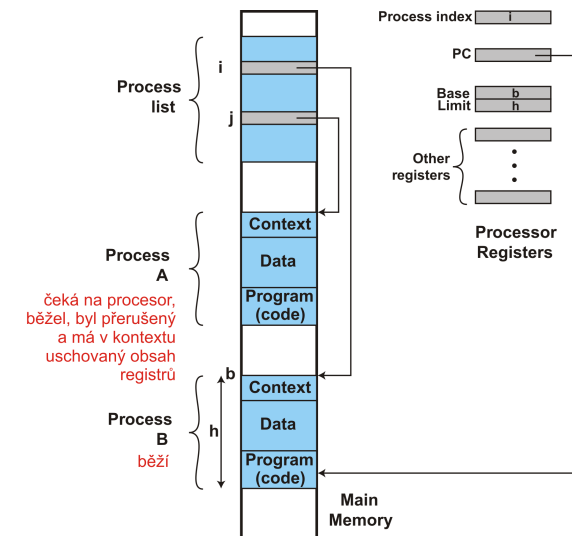 Process index
i
PC
Base
b
Limit
h
Other
registers
Processor
Registers
i
Process
list
j
Context
Process
A
Data
Program
(code)
čeká na procesor,
běžel, byl přerušený
a má v kontextu
uschovaný obsah
registrů
b
Context
Process
B
h
Data
běží
Program
(code)
Main
Memory